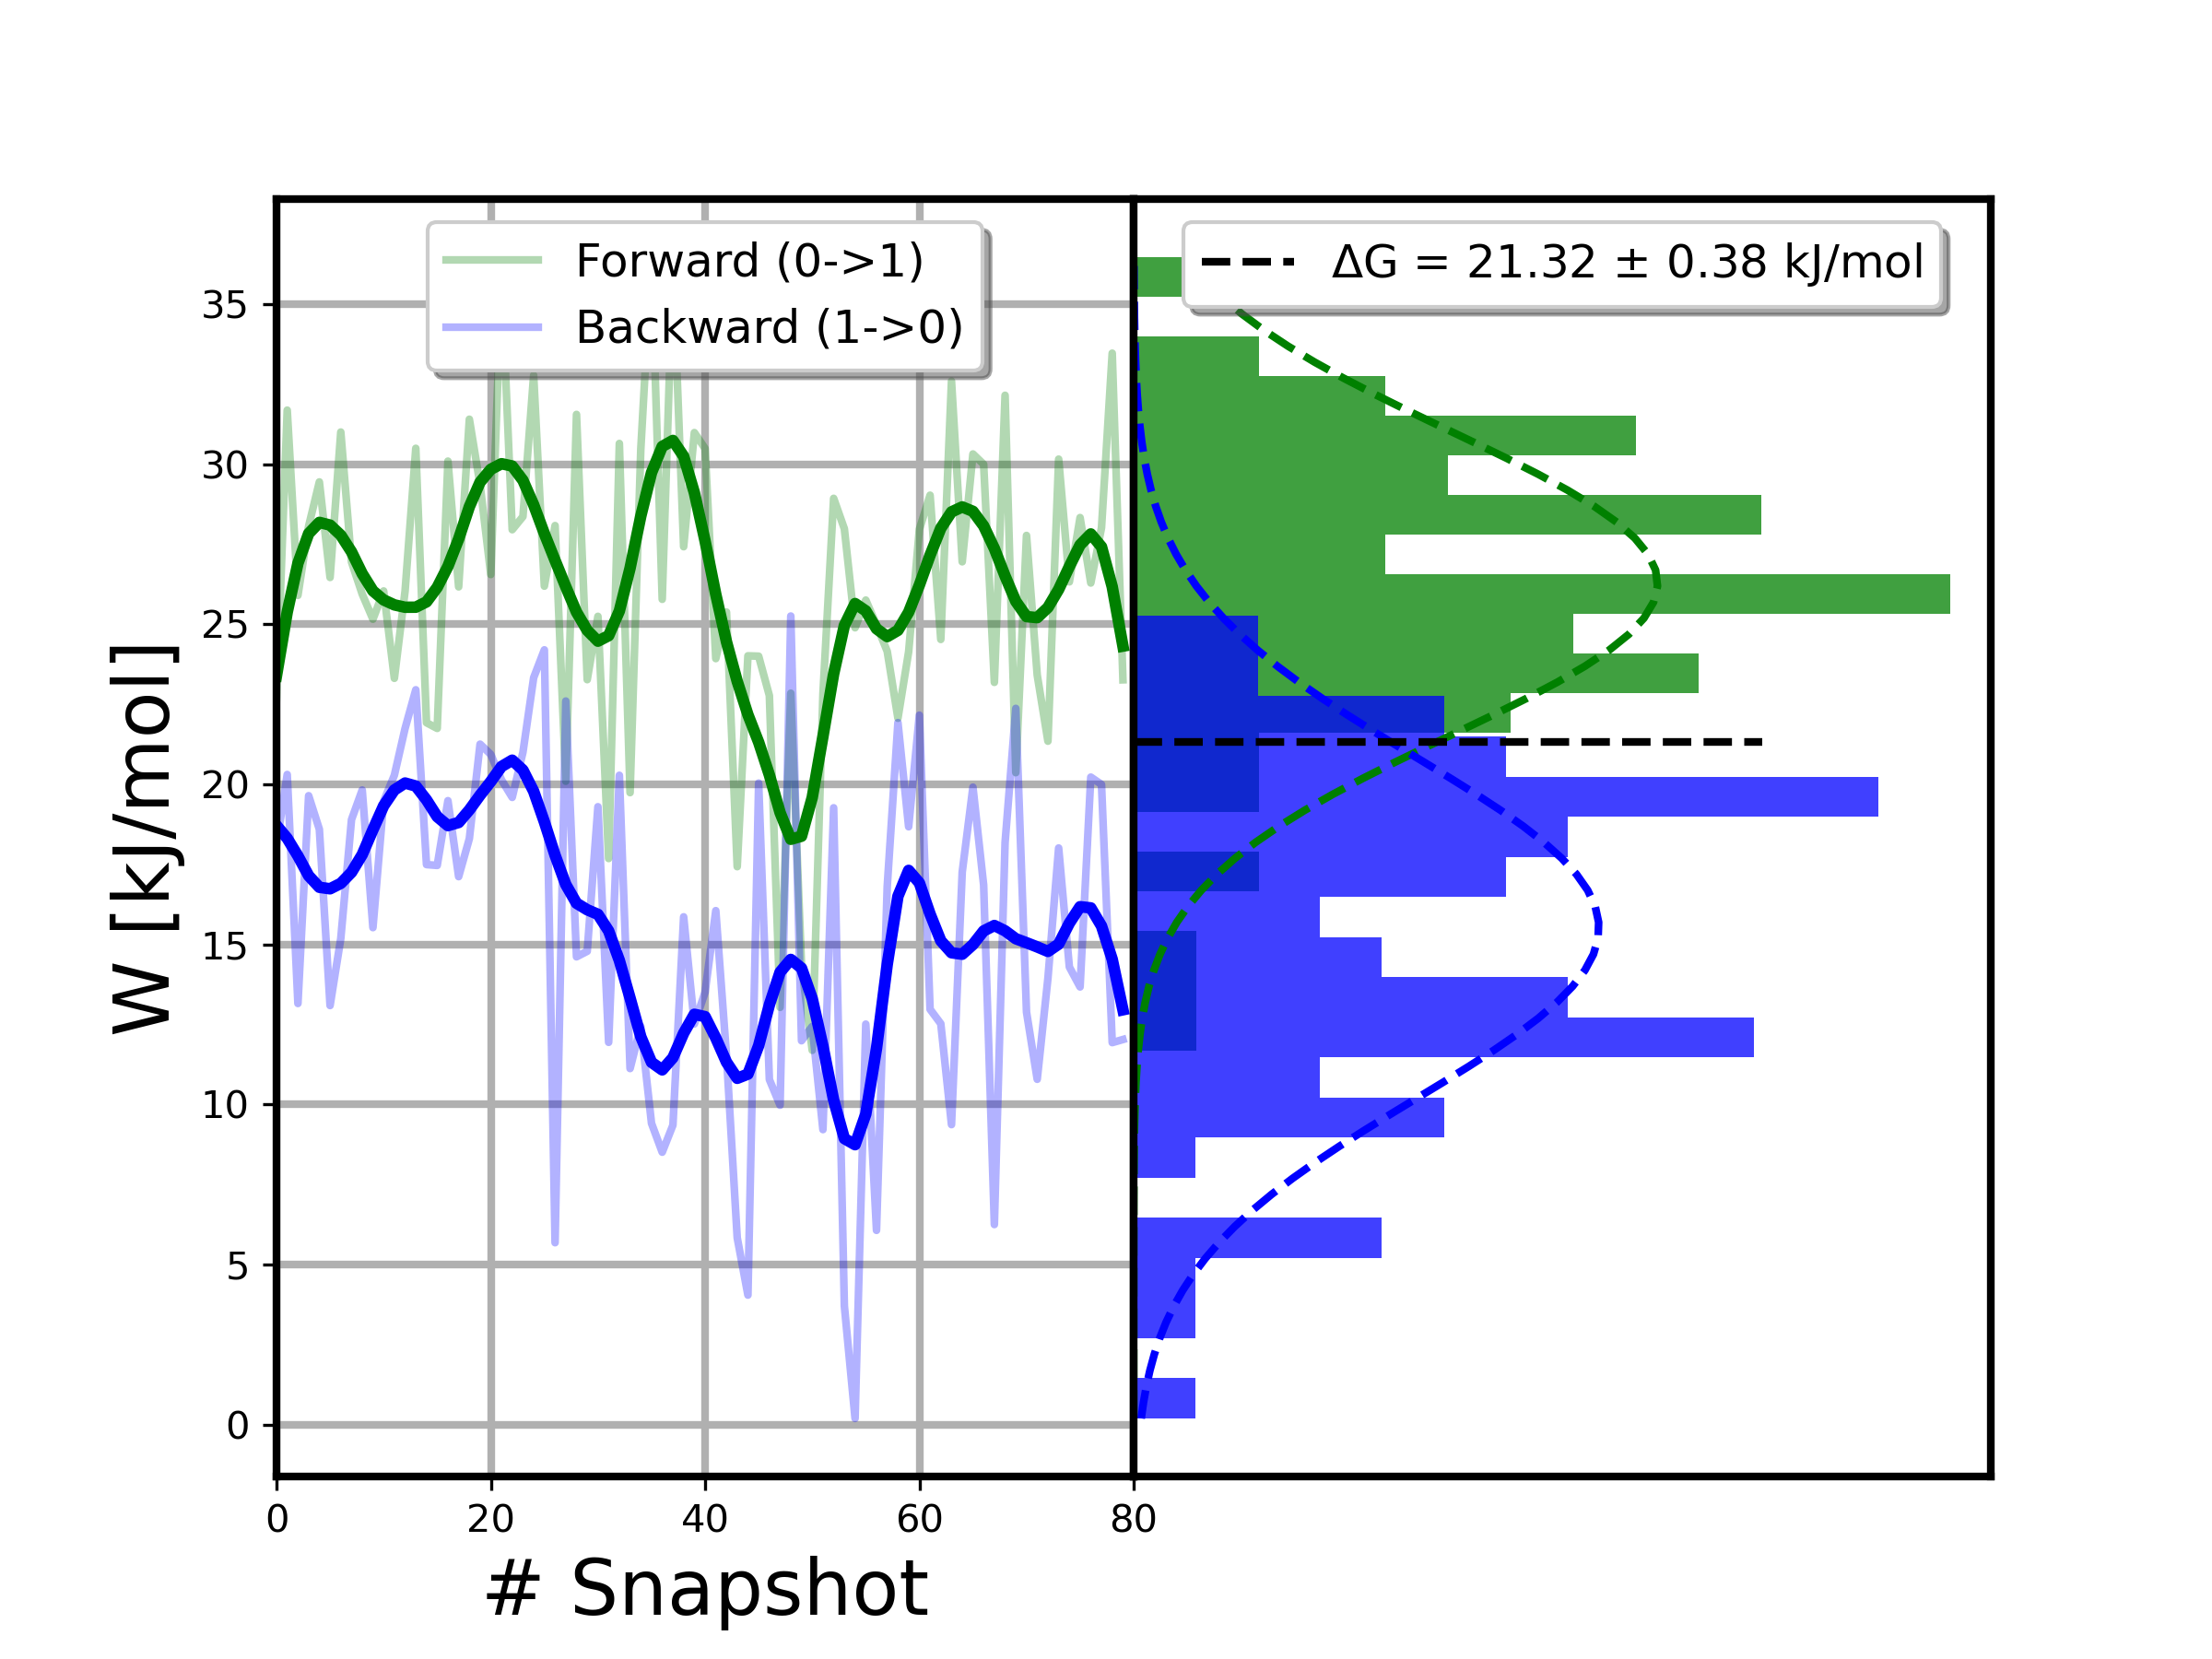 Forward (0->1)
Backward (1->0)
ΔG = 21.32 ± 0.38 kJ/mol
35
30
25
20
15
10
5
0
W [kJ/mol]
0 20 40 60 80
# Snapshot